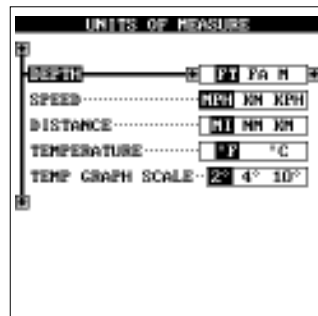 UNITS OF MEASURE
DEPTH FT FA M
SPEED MPH KN KPH
DISTANCE MI NM KM
TEMPERATURE °F °C
TEMP GRAPH SCALE 2° 4° 10°